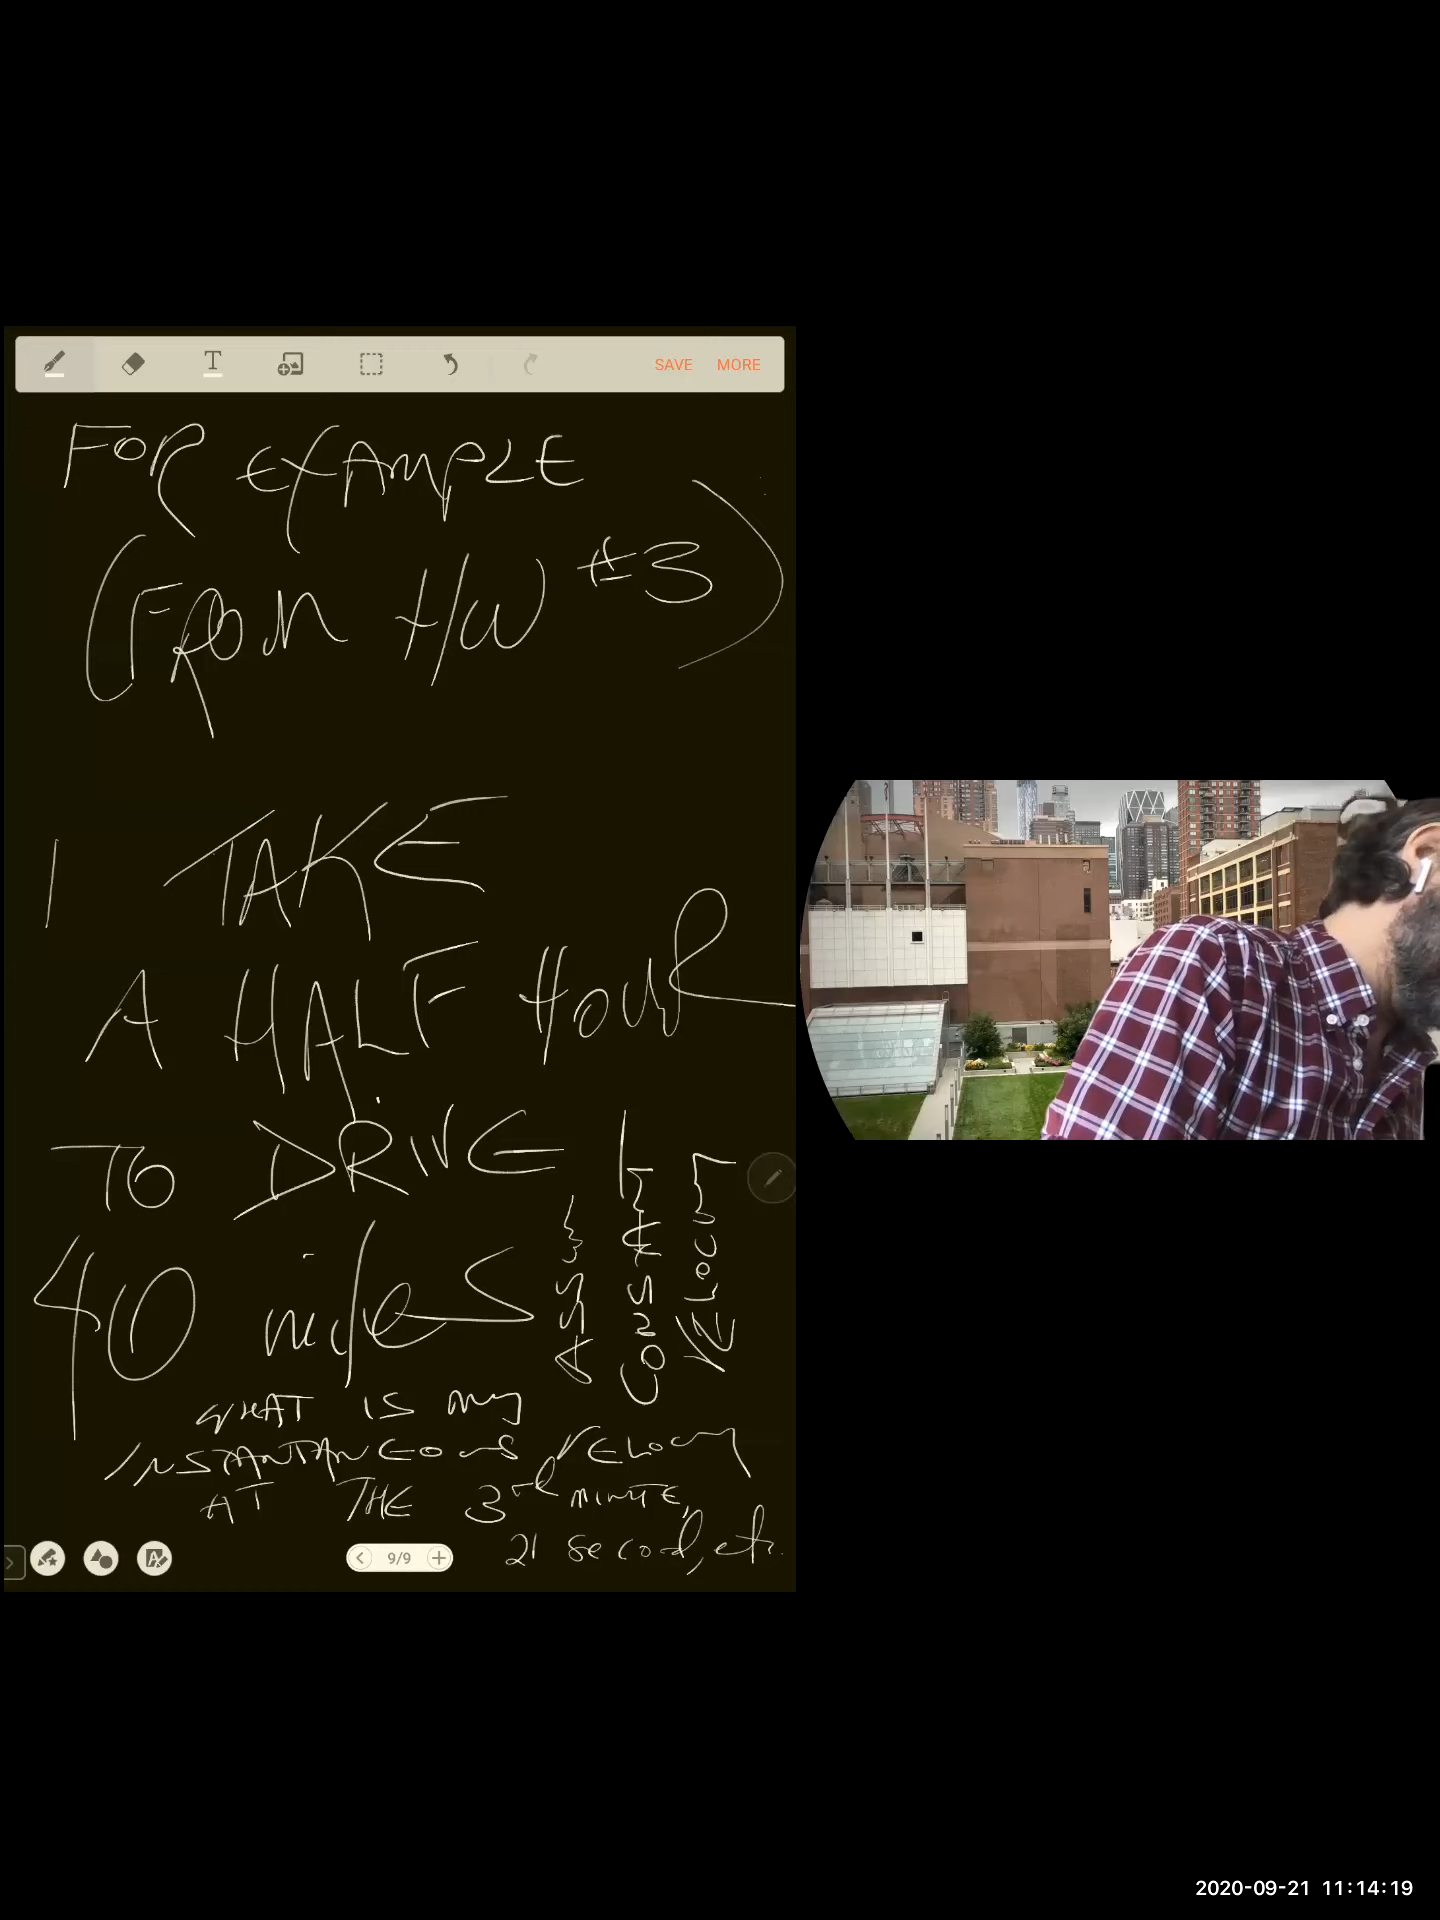 SAVE MORE
FOR EXAMPLE
(FROM H/W #3)
I TAKE
A HALF HOUR
TO DRIVE
40 miles
ASSUME
CONSTANT
VELOCITY
WHAT IS MY
INSTANTANEOUS VELOCITY
AT THE 3rd MINUTE,
21 second, etc.
9/9
2020-09-21 11:14:19